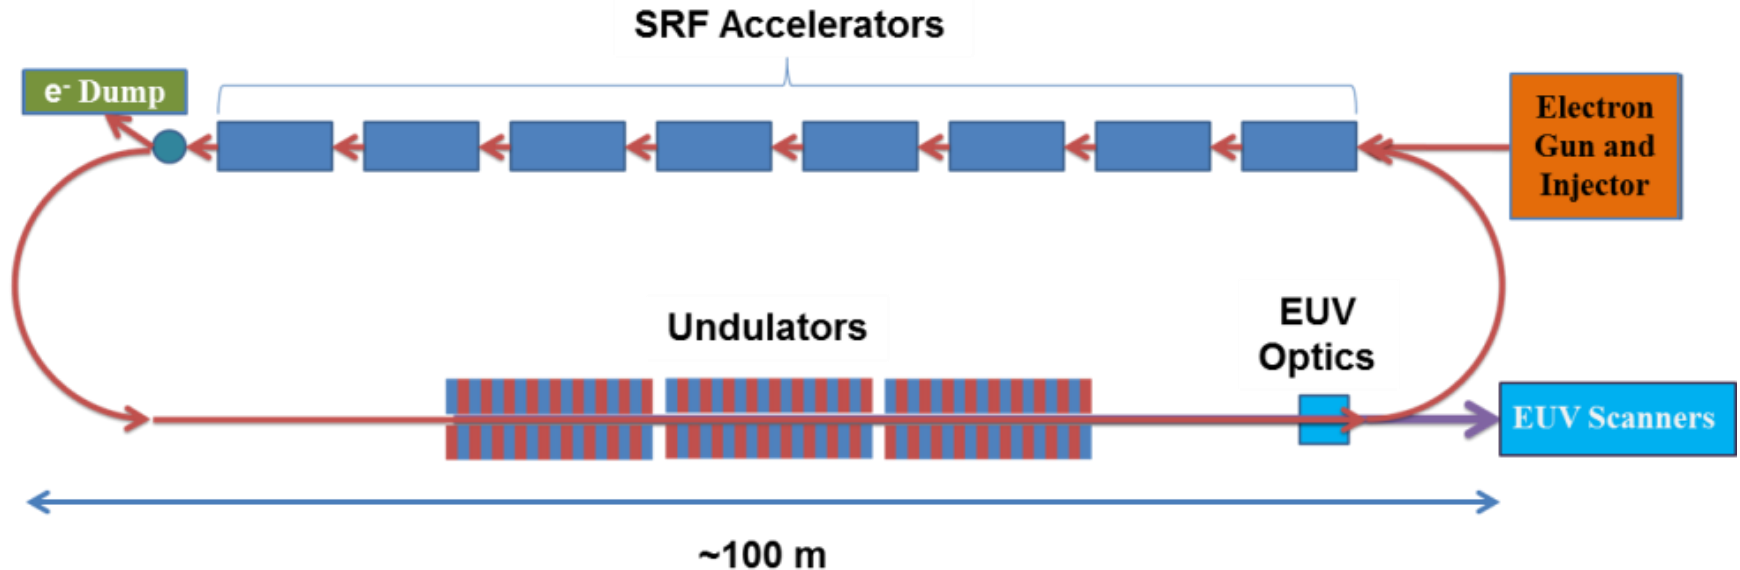 SRF Accelerators
e- Dump
Electron
Gun and
Injector
Undulators
EUV
Optics
EUV Scanners
~100 m